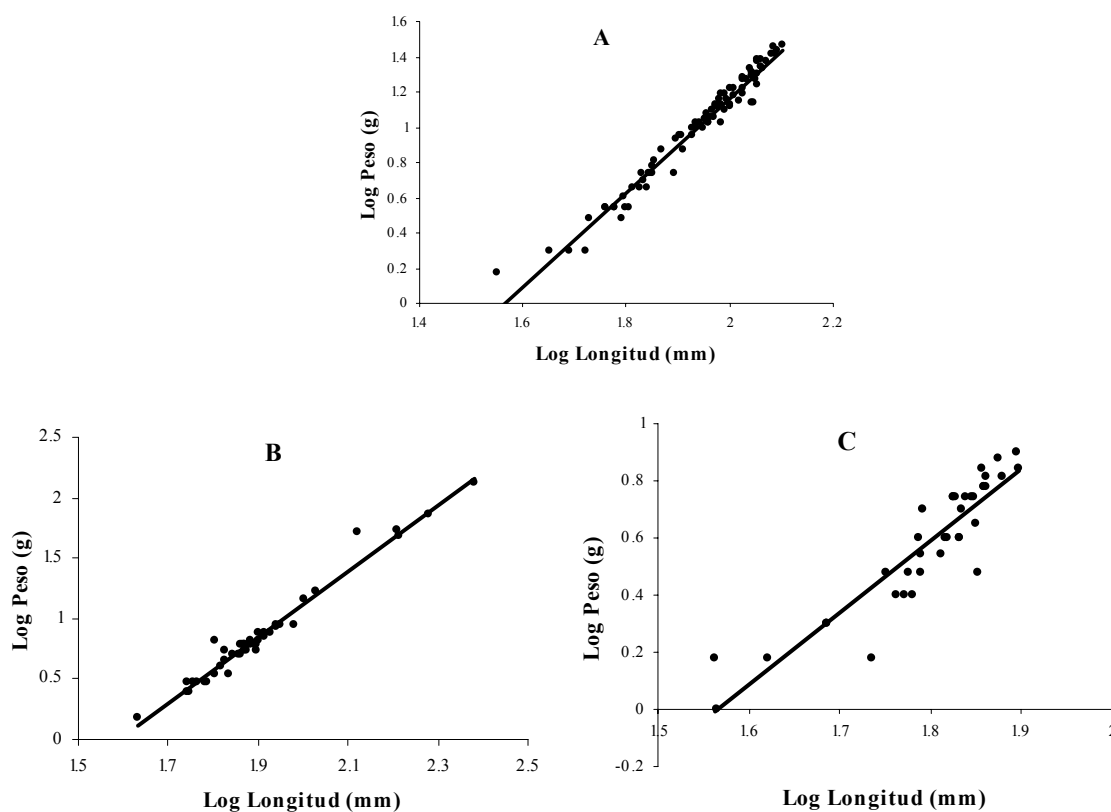 A
Log Peso (g)
1.6
1.4
1.2
1
0.8
0.6
0.4
0.2
0
1.4 1.6 1.8 2 2.2
Log Longitud (mm)
B
Log Peso (g)
2.5
2
1.5
1
0.5
0
1.5 1.7 1.9 2.1 2.3 2.5
Log Longitud (mm)
C
Log Peso (g)
1
0.8
0.6
0.4
0.2
0
-0.2
1.5 1.6 1.7 1.8 1.9 2
Log Longitud (mm)